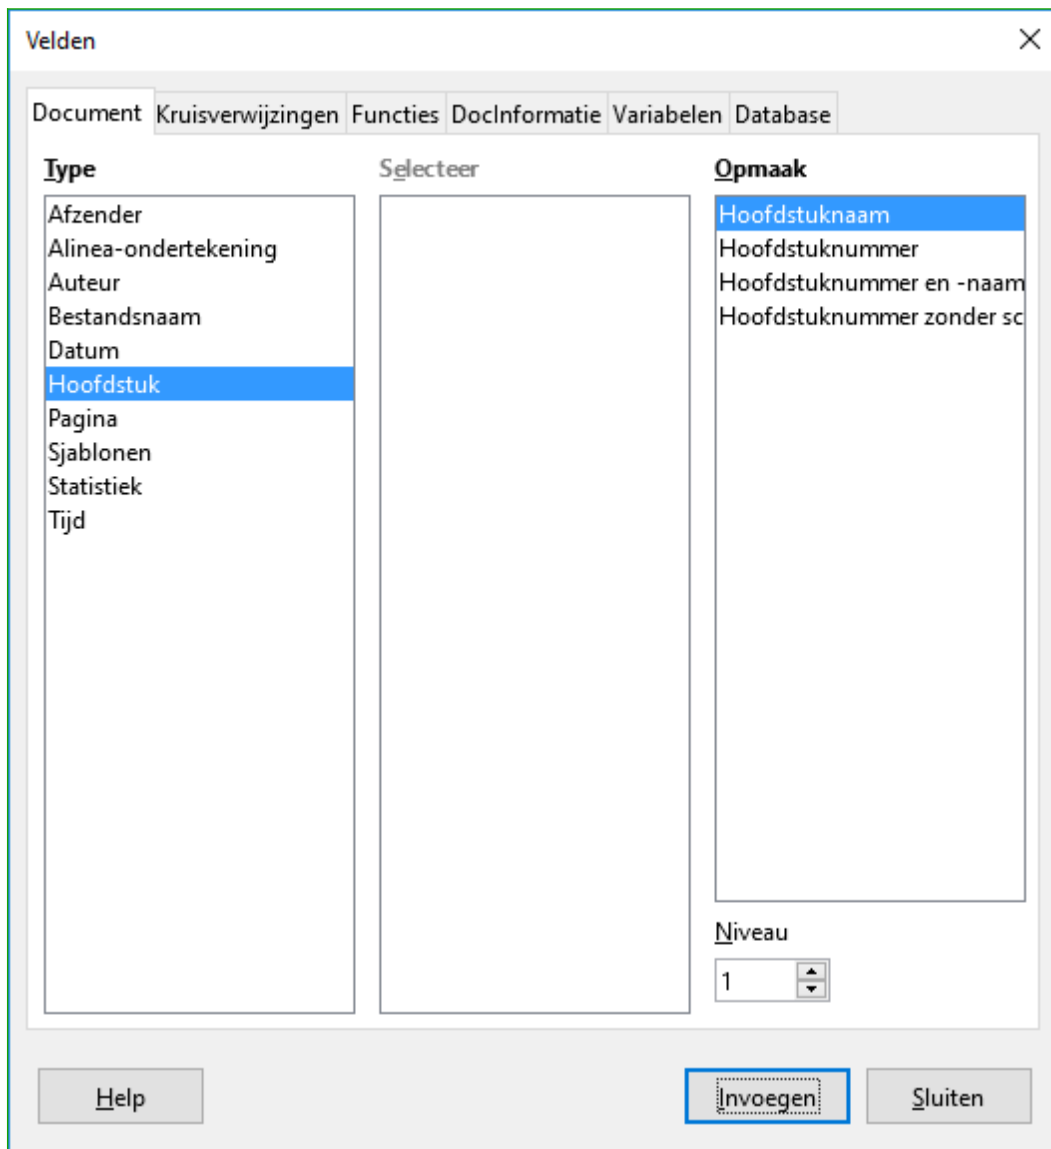 Velden
Document Kruisverwijzingen Functies DocInformatie Variabelen Database
Type
Afzender
Alinea-ondertekening
Auteur
Bestandsnaam
Datum
Hoofdstuk
Pagina
Sjablonen
Statistiek
Tijd
Selecteer
Opmaak
Hoofdstuknaam
Hoofdstuknummer
Hoofdstuknummer en -naam
Hoofdstuknummer zonder sc
Niveau
1
Help Invoegen Sluiten